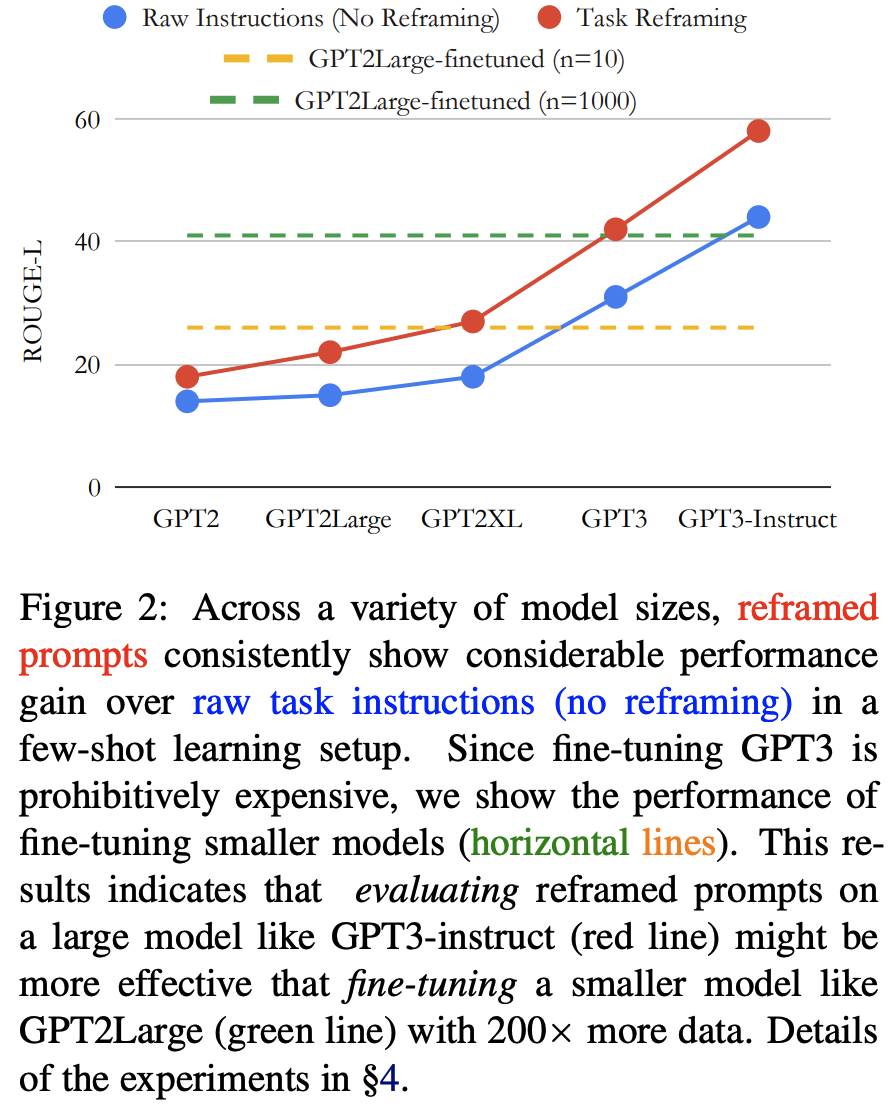 Raw Instructions (No Reframing) Task Reframing
GPT2Large-finetuned (n=10)
GPT2Large-finetuned (n=1000)
60
40
20
0
ROUGE-L
GPT2 GPT2Large GPT2XL GPT3 GPT3-Instruct
Figure 2: Across a variety of model sizes, reframed
prompts consistently show considerable performance
gain over raw task instructions (no reframing) in a
few-shot learning setup. Since fine-tuning GPT3 is
prohibitively expensive, we show the performance of
fine-tuning smaller models (horizontal lines). This re-
sults indicates that evaluating reframed prompts on
a large model like GPT3-instruct (red line) might be
more effective that fine-tuning a smaller model like
GPT2Large (green line) with 200× more data. Details
of the experiments in §4.